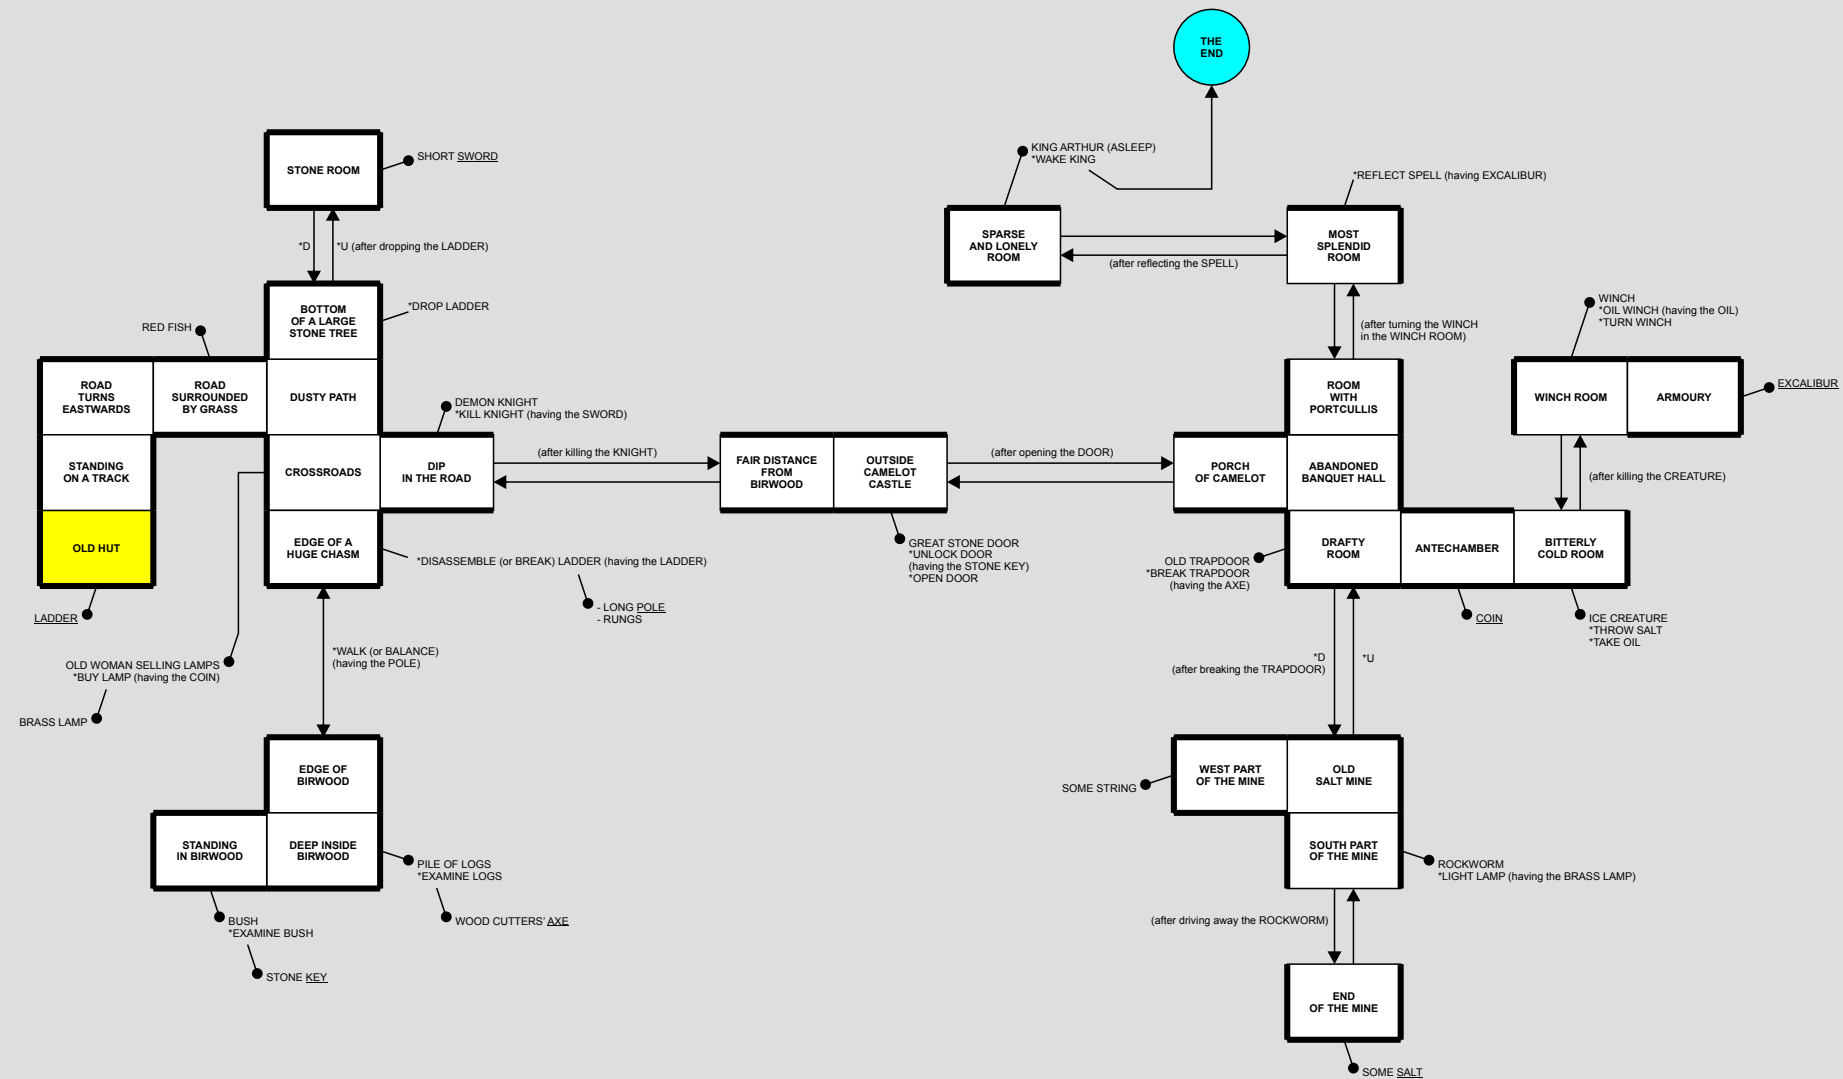 THE
END
KING ARTHUR (ASLEEP)
*WAKE KING
STONE ROOM
SHORT SWORD
*REFLECT SPELL (having EXCALIBUR)
*D
*U (after dropping the LADDER)
SPARSE
AND LONELY
ROOM
(after reflecting the SPELL)
MOST
SPLENDID
ROOM
BOTTOM
OF A LARGE
STONE TREE
*DROP LADDER
RED FISH
(after turning the WINCH
in the WINCH ROOM)
WINCH
*OIL WINCH (having the OIL)
*TURN WINCH
ROAD
TURNS
EASTWARDS
ROAD
SURROUNDED
BY GRASS
DUSTY PATH
DEMON KNIGHT
*KILL KNIGHT (having the SWORD)
ROOM
WITH
PORTCULLIS
WINCH ROOM
ARMOURY
EXCALIBUR
STANDING
ON A TRACK
CROSSROADS
DIP
IN THE ROAD
(after killing the KNIGHT)
FAIR DISTANCE
FROM
BIRWOOD
OUTSIDE
CAMELOT
CASTLE
(after opening the DOOR)
PORCH
OF CAMELOT
ABANDONED
BANQUET HALL
(after killing the CREATURE)
OLD HUT
EDGE OF A
HUGE CHASM
*DISASSEMBLE (or BREAK) LADDER (having the LADDER)
- LONG POLE
- RUNGS
GREAT STONE DOOR
*UNLOCK DOOR
(having the STONE KEY)
*OPEN DOOR
OLD TRAPDOOR
*BREAK TRAPDOOR
(having the AXE)
DRAFTY
ROOM
ANTECHAMBER
BITTERLY
COLD ROOM
LADDER
COIN
ICE CREATURE
*THROW SALT
*TAKE OIL
*WALK (or BALANCE)
(having the POLE)
OLD WOMAN SELLING LAMPS
*BUY LAMP (having the COIN)
BRASS LAMP
*D
(after breaking the TRAPDOOR)
*U
EDGE OF
BIRWOOD
SOME STRING
WEST PART
OF THE MINE
OLD
SALT MINE
STANDING
IN BIRWOOD
DEEP INSIDE
BIRWOOD
PILE OF LOGS
*EXAMINE LOGS
WOOD CUTTERS' AXE
SOUTH PART
OF THE MINE
ROCKWORM
*LIGHT LAMP (having the BRASS LAMP)
BUSH
*EXAMINE BUSH
STONE KEY
(after driving away the ROCKWORM)
END
OF THE MINE
SOME SALT